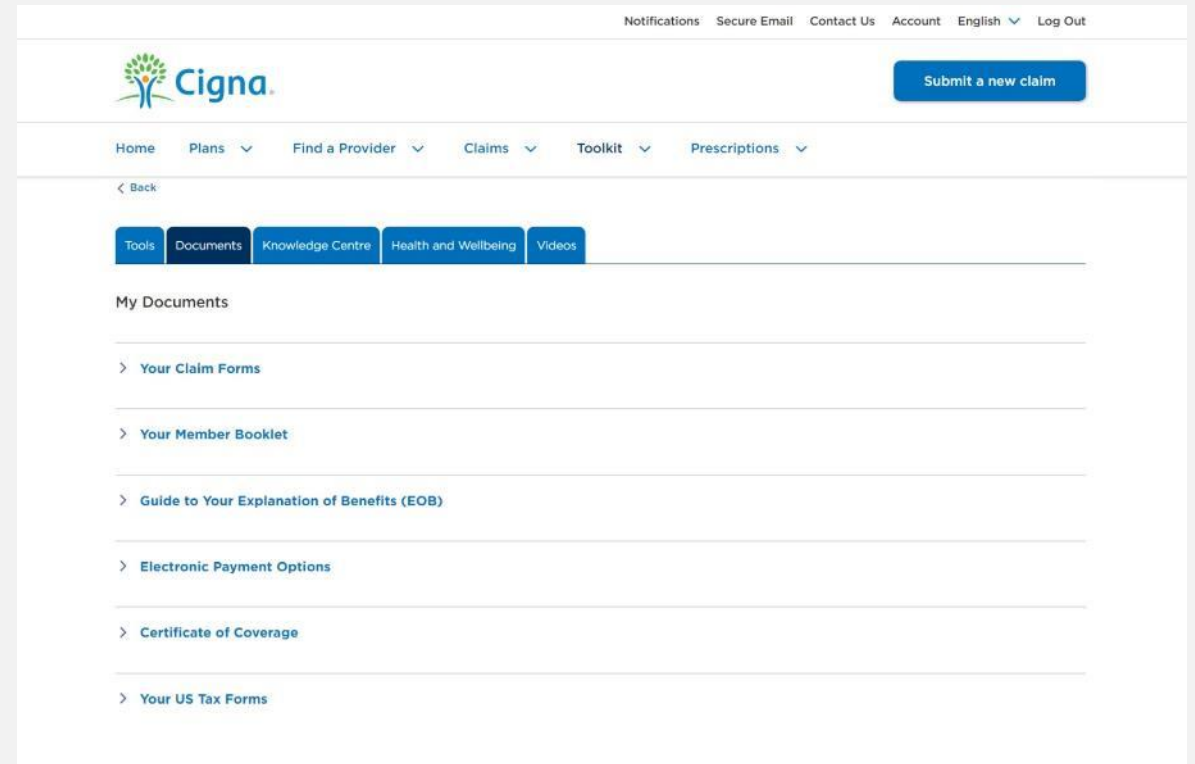 Notifications Secure Email Contact Us Account English Log Out
Cigna.
Submit a new claim
Home Plans Find a Provider Claims Toolkit Prescriptions
Back
Tools Documents Knowledge Centre Health and Wellbeing Videos
My Documents
Your Claim Forms
Your Member Booklet
Guide to Your Explanation of Benefits (EOB)
Electronic Payment Options
Certificate of Coverage
Your US Tax Forms